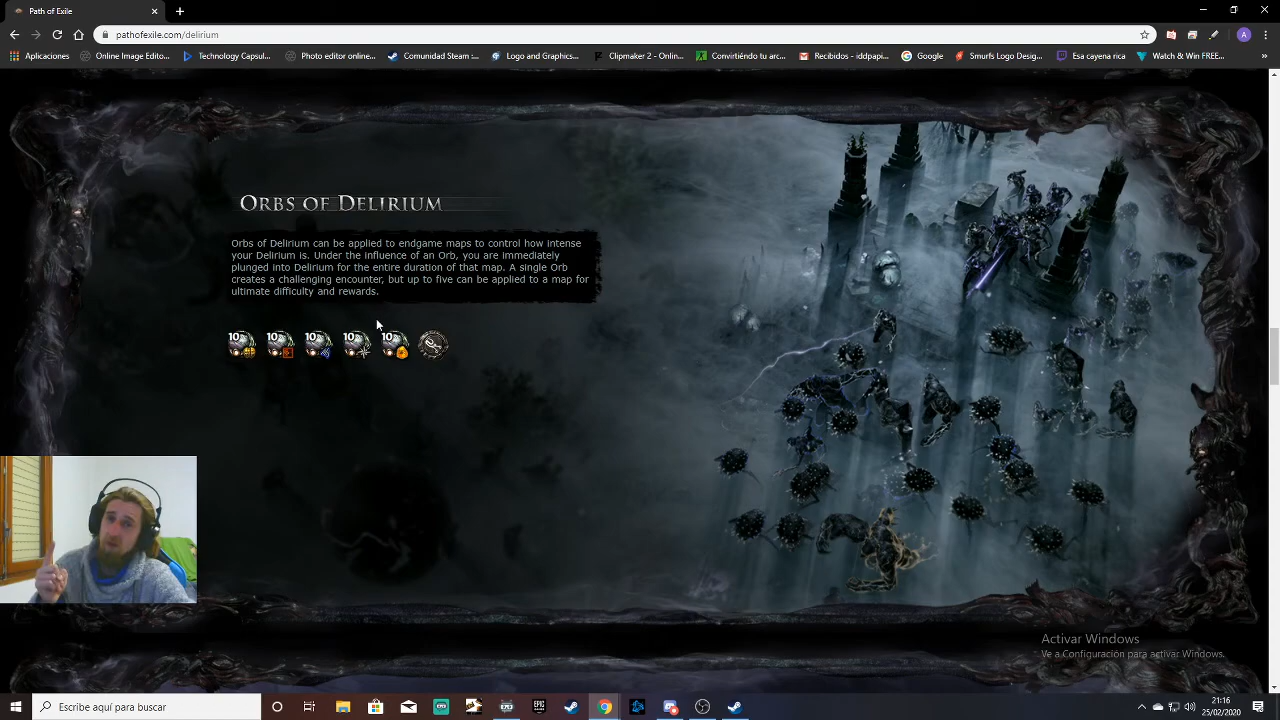 Path of Exile
pathofexile.com/delirium
A
Aplicaciones
Online Image Edito...
Technology Capsul...
Photo editor online...
Comunidad Steam :...
Logo and Graphics...
Clipmaker 2 - Onlin...
Convirtiéndo tu arc...
Recibidos - iddpapi...
Google
Smurfs Logo Desig...
Esa cayena rica
Watch & Win FREE...
Orbs of Delirium
Orbs of Delirium can be applied to endgame maps to control how intense
your Delirium is. Under the influence of an Orb, you are immediately
plunged into Delirium for the entire duration of that map. A single Orb
creates a challenging encounter, but up to five can be applied to a map for
ultimate difficulty and rewards.
10 10 10 10 10
Activar Windows
Ve a Configuración para activar Windows.
Escribe aquí para buscar
EPIC GAMES
21:16
25/02/2020